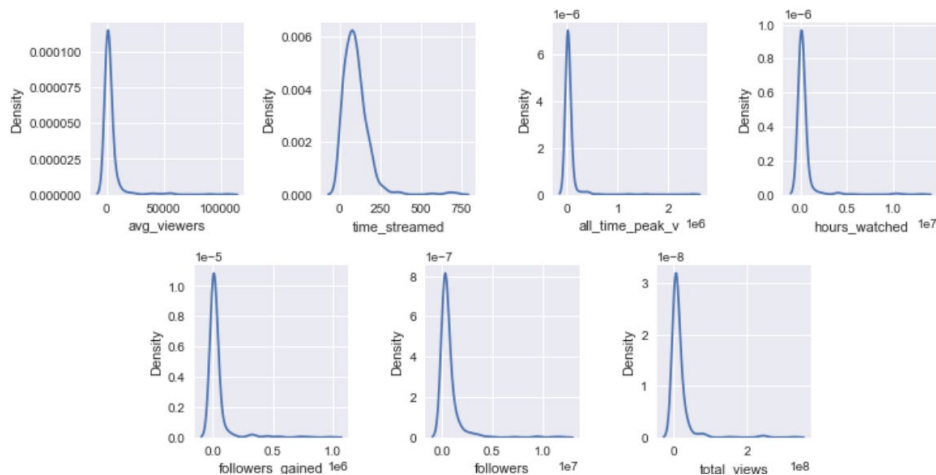 0.000100
0.000075
0.000050
0.000025
0.000000
Density
0
50000
100000
avg_viewers
0.006
0.004
0.002
0.000
Density
0
250
500
750
time_streamed
1e−6
6
4
2
0
Density
0
1
2
all_time_peak_v
1e6
1e−6
1.0
0.8
0.6
0.4
0.2
0.0
Density
0.0
0.5
1.0
hours_watched
1e7
1e−5
1.0
0.8
0.6
0.4
0.2
0.0
Density
0.0
0.5
1.0
followers_gained
1e6
1e−7
8
6
4
2
0
Density
0.0
0.5
1.0
followers
1e7
1e−8
3
2
1
0
Density
0
2
total_views
1e8